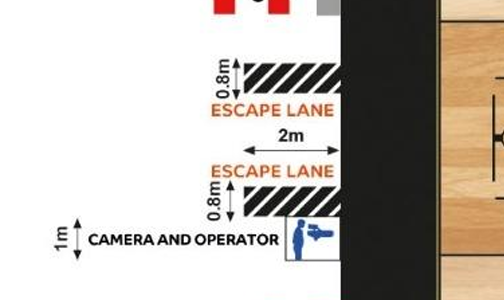 0.8m
ESCAPE LANE
2m
ESCAPE LANE
0.8m
1m
CAMERA AND OPERATOR